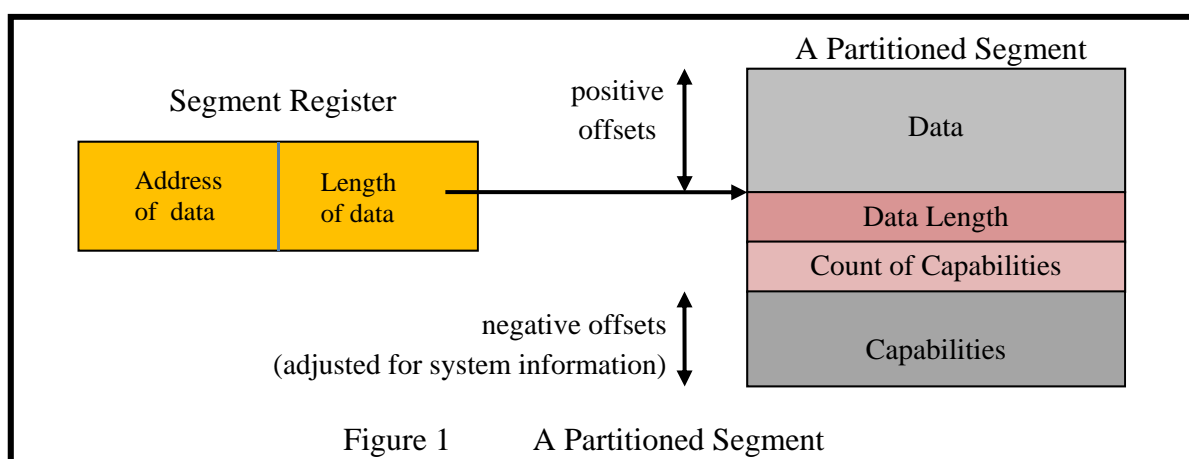 A Partitioned Segment
Segment Register
positive
offsets
Data
Address
of data
Length
of data
Data Length
Count of Capabilities
negative offsets
(adjusted for system information)
Capabilities
Figure 1 A Partitioned Segment